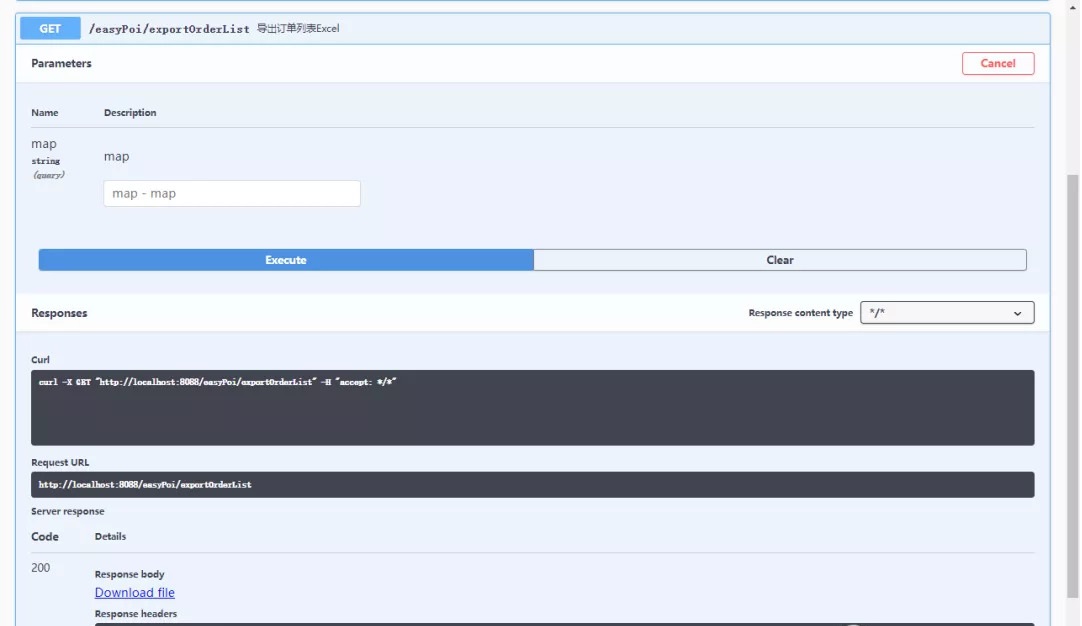 GET /easyPoi/exportOrderList 导出订单列表Excel
Parameters Cancel
Name Description
map map
string
(query)
map - map
Execute Clear
Responses Response content type */*
Curl
curl -X GET "http://localhost:8088/easyPoi/exportOrderList" -H "accept: */*"
Request URL
http://localhost:8088/easyPoi/exportOrderList
Server response
Code Details
200
Response body
Download file
Response headers